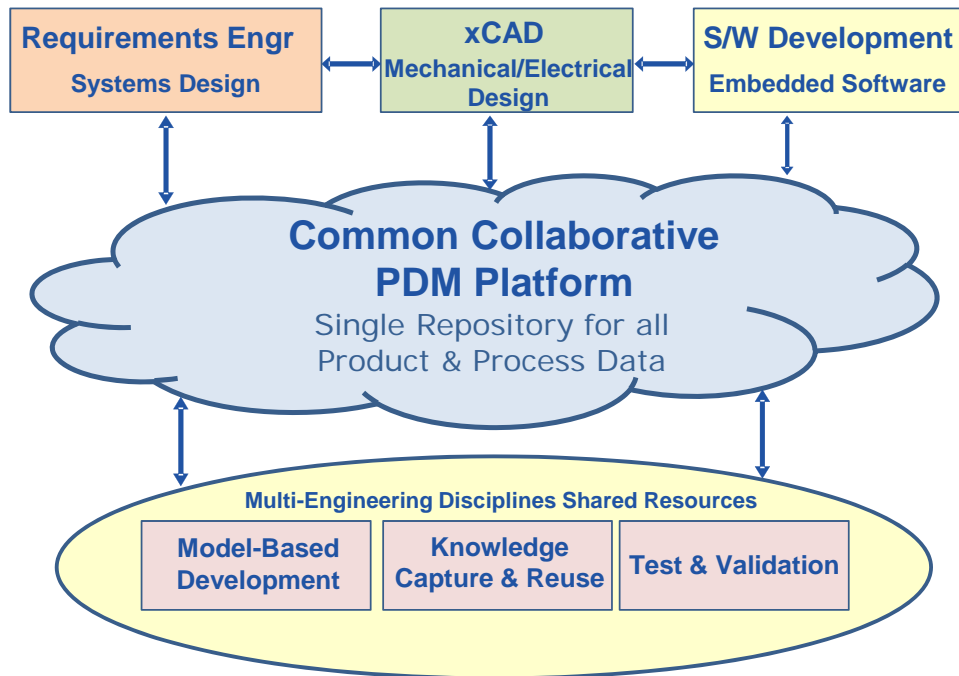 Requirements Engr
Systems Design
xCAD
Mechanical/Electrical
Design
S/W Development
Embedded Software
Common Collaborative
PDM Platform
Single Repository for all
Product & Process Data
Multi-Engineering Disciplines Shared Resources
Model-Based
Development
Knowledge
Capture & Reuse
Test & Validation